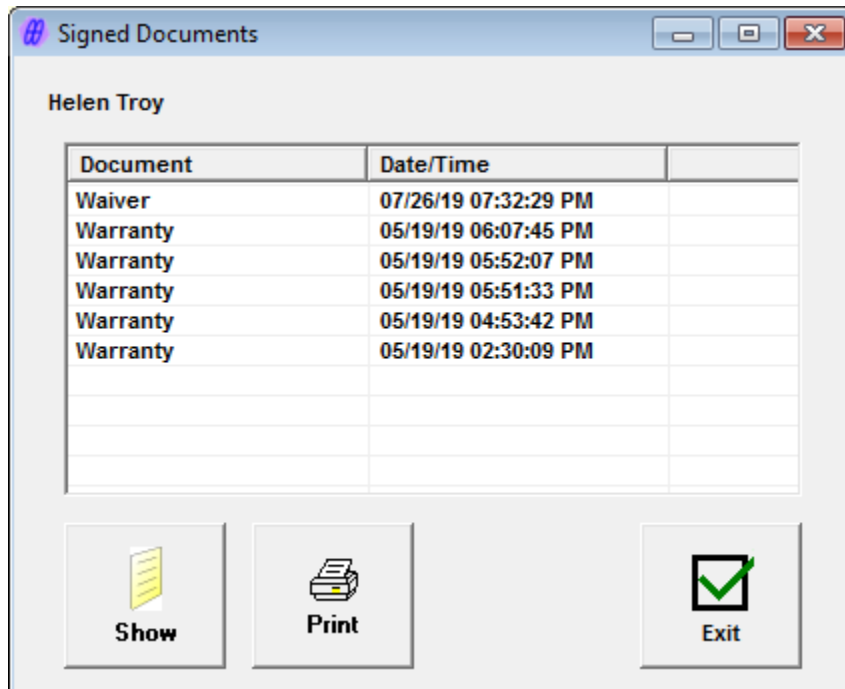 Signed Documents
Helen Troy
Document Date/Time
Waiver 07/26/19 07:32:29 PM
Warranty 05/19/19 06:07:45 PM
Warranty 05/19/19 05:52:07 PM
Warranty 05/19/19 05:51:33 PM
Warranty 05/19/19 04:53:42 PM
Warranty 05/19/19 02:30:09 PM
Show Print Exit